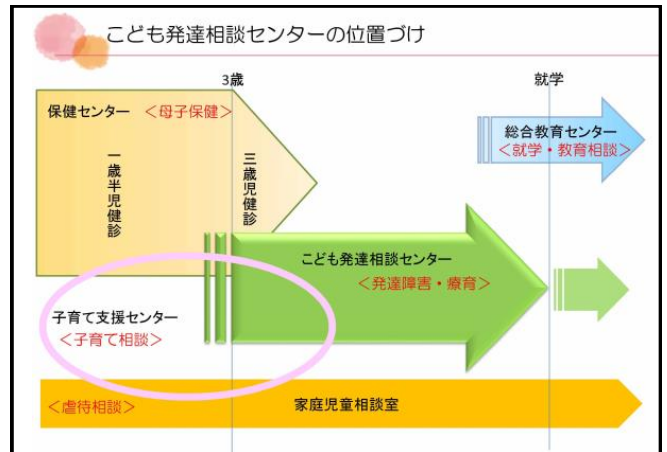 こども発達相談センターの位置づけ
3歳
就学
保健センター ＜母子保健＞
一歳半児健診
三歳児健診
総合教育センター
＜就学・教育相談＞
こども発達相談センター
＜発達障害・療育＞
子育て支援センター
＜子育て相談＞
＜虐待相談＞
家庭児童相談室